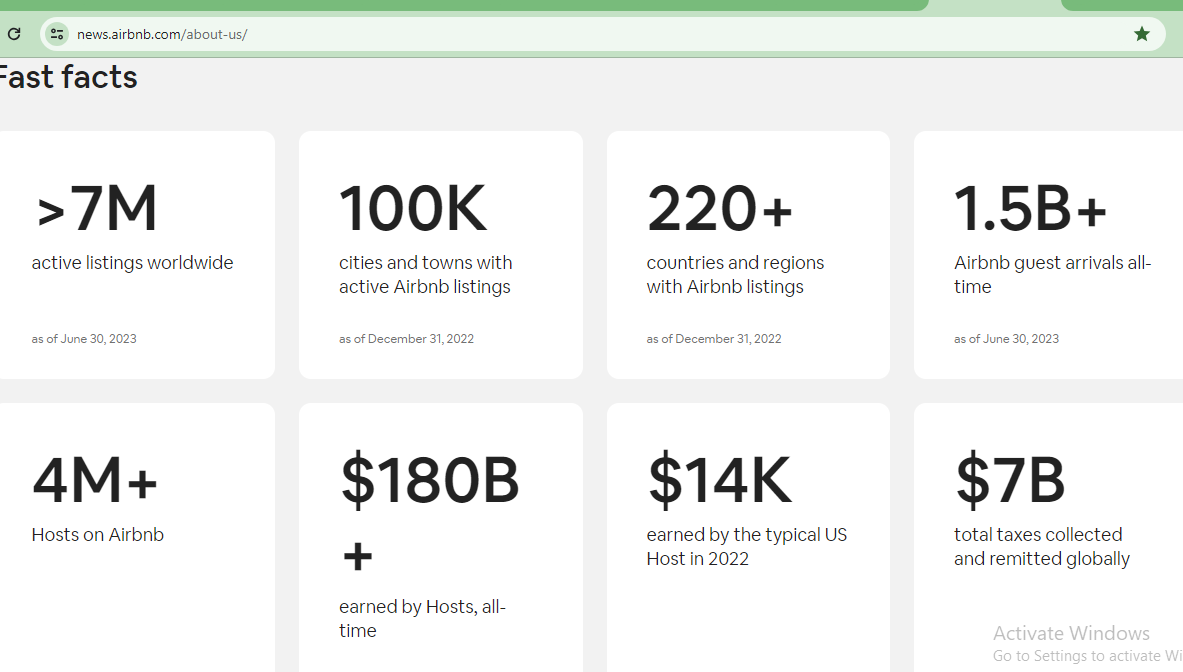 news.airbnb.com/about-us/
Fast facts
>7M
active listings worldwide
as of June 30, 2023
100K
cities and towns with
active Airbnb listings
as of December 31, 2022
220+
countries and regions
with Airbnb listings
as of December 31, 2022
1.5B+
Airbnb guest arrivals all-
time
as of June 30, 2023
4M+
Hosts on Airbnb
$180B
+
earned by Hosts, all-
time
$14K
earned by the typical US
Host in 2022
$7B
total taxes collected
and remitted globally
Activate Windows
Go to Settings to activate Wi